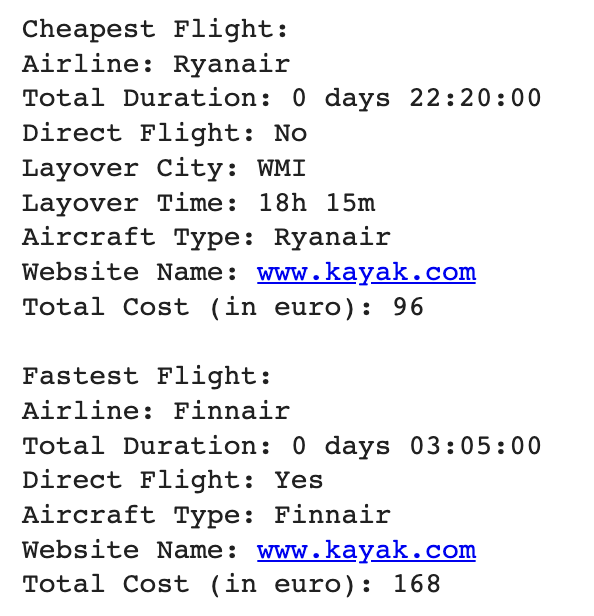 Cheapest Flight:
Airline: Ryanair
Total Duration: 0 days 22:20:00
Direct Flight: No
Layover City: WMI
Layover Time: 18h 15m
Aircraft Type: Ryanair
Website Name: www.kayak.com
Total Cost (in euro): 96
Fastest Flight:
Airline: Finnair
Total Duration: 0 days 03:05:00
Direct Flight: Yes
Aircraft Type: Finnair
Website Name: www.kayak.com
Total Cost (in euro): 168